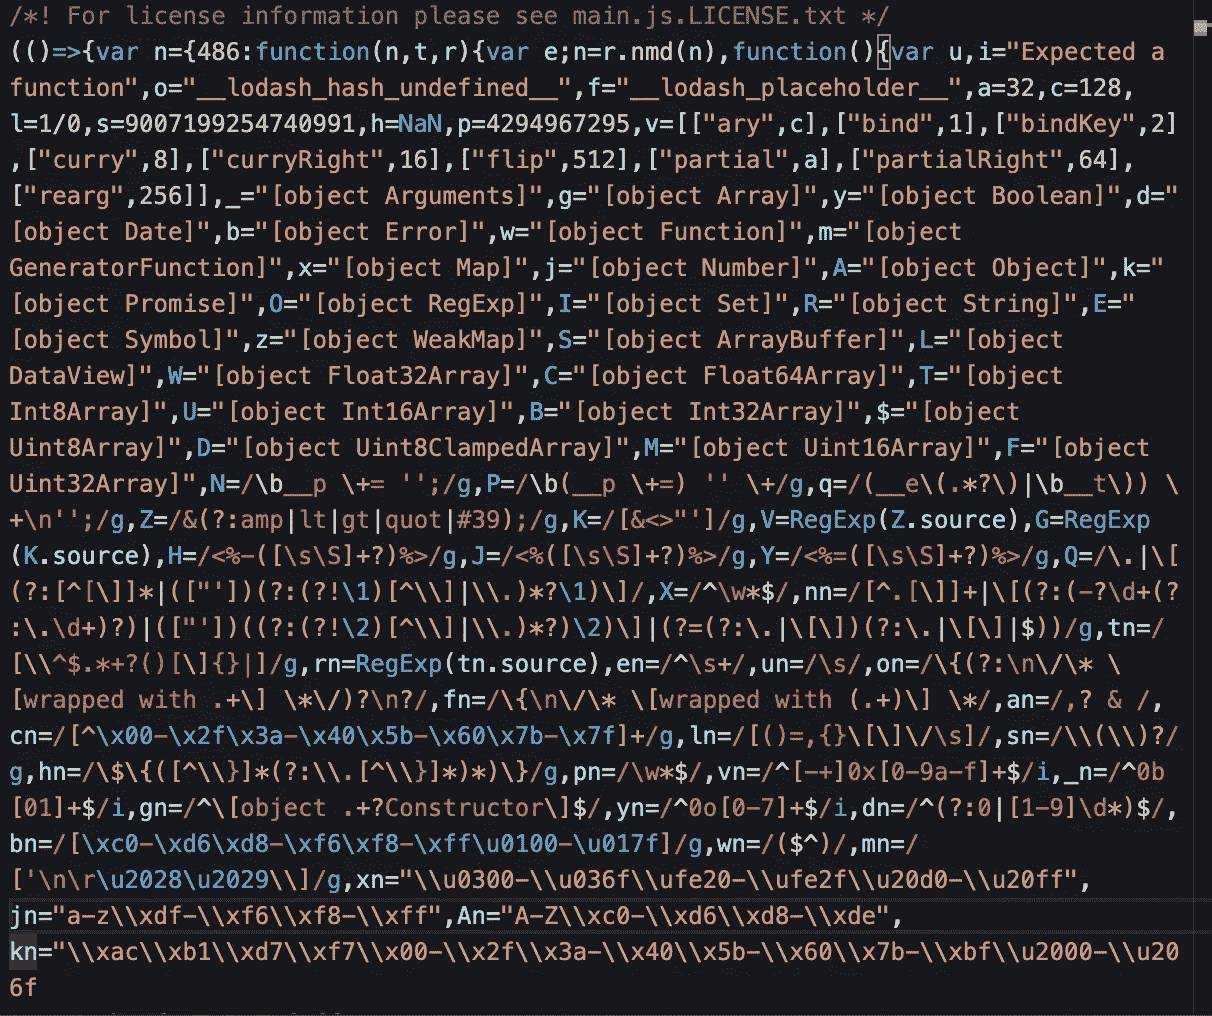 /*! For license information please see main.js.LICENSE.txt */
(()=>{var n={486:function(n,t,r){var e;n=r.nmd(n),function(){var u,i="Expected a
function",o="__lodash_hash_undefined__",f="__lodash_placeholder__",a=32,c=128,
l=1/0,s=9007199254740991,h=NaN,p=4294967295,v=[["ary",c],["bind",1],["bindKey",2]
,["curry",8],["curryRight",16],["flip",512],["partial",a],["partialRight",64],
["rearg",256]],_="[object Arguments]",g="[object Array]",y="[object Boolean]",d="
[object Date]",b="[object Error]",w="[object Function]",m="[object
GeneratorFunction]",x="[object Map]",j="[object Number]",A="[object Object]",k="
[object Promise]",O="[object RegExp]",I="[object Set]",R="[object String]",E="
[object Symbol]",z="[object WeakMap]",S="[object ArrayBuffer]",L="[object
DataView]",W="[object Float32Array]",C="[object Float64Array]",T="[object
Int8Array]",U="[object Int16Array]",B="[object Int32Array]",$="[object
Uint8Array]",D="[object Uint8ClampedArray]",M="[object Uint16Array]",F="[object
Uint32Array]",N=/\b__p \+= '';/g,P=/\b(__p \+=) '' \+/g,q=/(__e\(.*?\)|\b__t\)) \
+\n'';/g,Z=/&(?:amp|lt|gt|quot|#39);/g,K=/[&<>"']/g,V=RegExp(Z.source),G=RegExp
(K.source),H=/<%-([\s\S]+?)%>/g,J=/<%([\s\S]+?)%>/g,Y=/<%=([\s\S]+?)%>/g,Q=/\.|\[
(?:[^[\]]*|(["'])(?:(?!\1)[^\\]|\\.)*?\1)\]/,X=/^\w*$/,nn=/[^.[\]]+|\[(?:(-?\d+(?
:\.\d+)?)|(["'])((?:(?!\2)[^\\]|\\.)*?)\2)\]|(?=(?:\.|\[\])(?:\.|\[\]|$))/g,tn=/
[\\^$.*+?()[\]{}|]/g,rn=RegExp(tn.source),en=/^\s+/,un=/\s/,on=/\{(?:\n\/\* \
[wrapped with .+\] \*\/)?\n?/,fn=/\{\n\/\* \[wrapped with (.+)\] \*/,an=/,? & /,
cn=/[^\x00-\x2f\x3a-\x40\x5b-\x60\x7b-\x7f]+/g,ln=/[()=,{}\[\]\/\s]/,sn=/\\(\\)?/
g,hn=/\$\{([^\\}]*(?:\\.[^\\}]*)*)\}/g,pn=/\w*$/,vn=/^[-+]0x[0-9a-f]+$/i,_n=/^0b
[01]+$/i,gn=/^\[object .+?Constructor\]$/,yn=/^0o[0-7]+$/i,dn=/^(?:0|[1-9]\d*)$/,
bn=/[\xc0-\xd6\xd8-\xf6\xf8-\xff\u0100-\u017f]/g,wn=/($^)/,mn=/
['\n\r\u2028\u2029\\]/g,xn="\\u0300-\\u036f\\ufe20-\\ufe2f\\u20d0-\\u20ff",
jn="a-z\\xdf-\\xf6\\xf8-\\xff",An="A-Z\\xc0-\\xd6\\xd8-\\xde",
kn="\\xac\\xb1\\xd7\\xf7\\x00-\\x2f\\x3a-\\x40\\x5b-\\x60\\x7b-\\xbf\\u2000-\\u20
6f